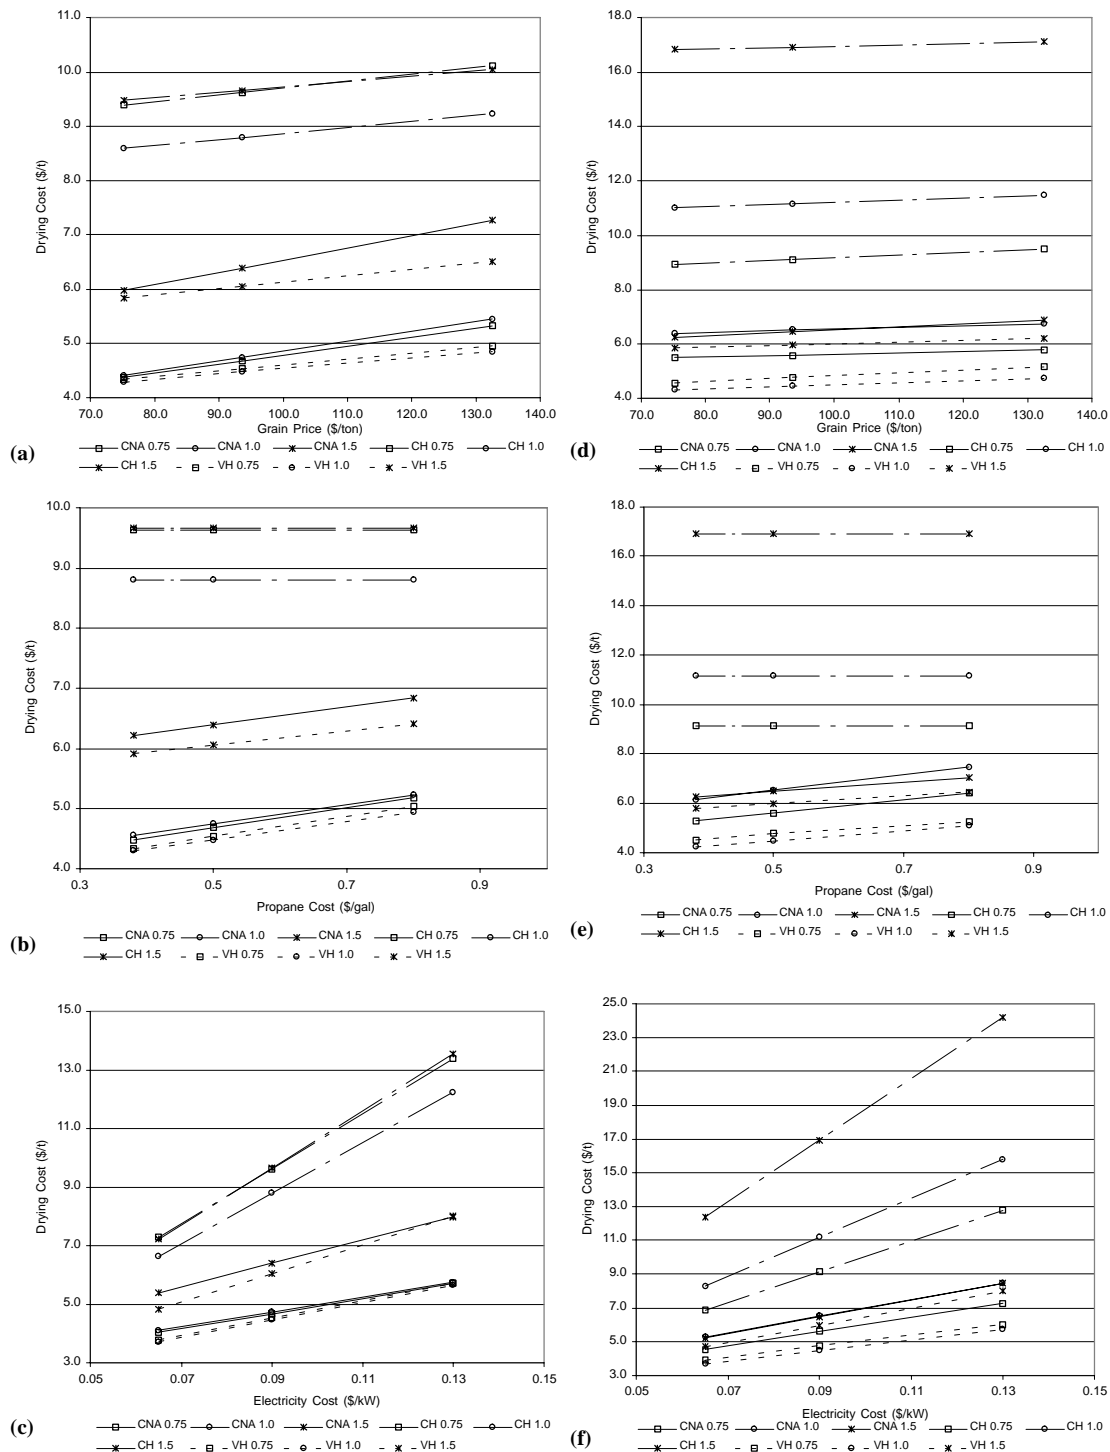 11.0
10.0
9.0
8.0
7.0
6.0
5.0
4.0
70.0 80.0 90.0 100.0 110.0 120.0 130.0 140.0
Drying Cost ($/t)
Grain Price ($/ton)
(a)
CNA 0.75 CNA 1.0 CNA 1.5 CH 0.75 CH 1.0
CH 1.5 VH 0.75 VH 1.0 VH 1.5
18.0
16.0
14.0
12.0
10.0
8.0
6.0
4.0
70.0 80.0 90.0 100.0 110.0 120.0 130.0 140.0
Drying Cost ($/t)
Grain Price ($/ton)
(d)
CNA 0.75 CNA 1.0 CNA 1.5 CH 0.75 CH 1.0
CH 1.5 VH 0.75 VH 1.0 VH 1.5
10.0
9.0
8.0
7.0
6.0
5.0
4.0
0.3 0.5 0.7 0.9
Drying Cost ($/t)
Propane Cost ($/gal)
(b)
CNA 0.75 CNA 1.0 CNA 1.5 CH 0.75 CH 1.0
CH 1.5 VH 0.75 VH 1.0 VH 1.5
18.0
16.0
14.0
12.0
10.0
8.0
6.0
4.0
0.3 0.5 0.7 0.9
Drying Cost ($/t)
Propane Cost ($/gal)
(e)
CNA 0.75 CNA 1.0 CNA 1.5 CH 0.75 CH 1.0
CH 1.5 VH 0.75 VH 1.0 VH 1.5
15.0
13.0
11.0
9.0
7.0
5.0
3.0
0.05 0.07 0.09 0.11 0.13 0.15
Drying Cost ($/t)
Electricity Cost ($/kW)
(c)
CNA 0.75 CNA 1.0 CNA 1.5 CH 0.75 CH 1.0
CH 1.5 VH 0.75 VH 1.0 VH 1.5
25.0
23.0
21.0
19.0
17.0
15.0
13.0
11.0
9.0
7.0
5.0
3.0
0.05 0.07 0.09 0.11 0.13 0.15
Drying Cost ($/t)
Electricity Cost ($/kW)
(f)
CNA 0.75 CNA 1.0 CNA 1.5 CH 0.75 CH 1.0
CH 1.5 VH 0.75 VH 1.0 VH 1.5